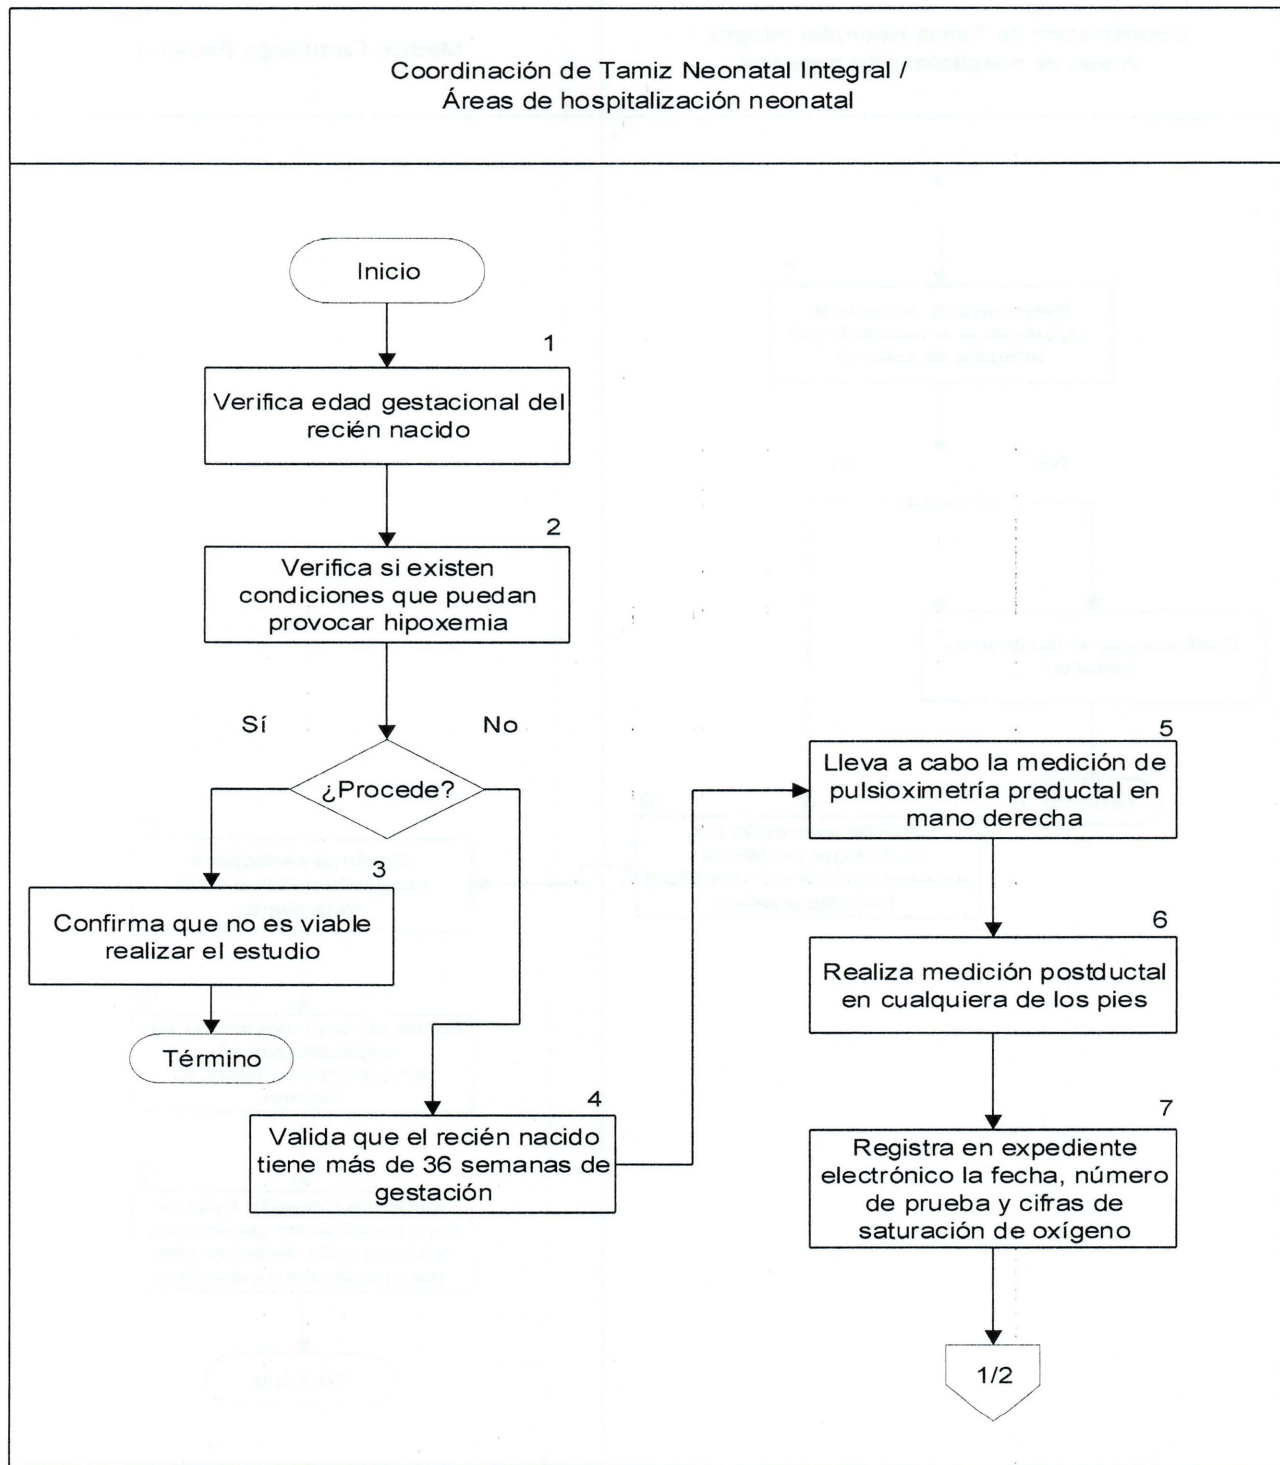 Coordinación de Tamiz Neonatal Integral /
Áreas de hospitalización neonatal
Inicio
1
Verifica edad gestacional del
recién nacido
2
Verifica si existen
condiciones que puedan
provocar hipoxemia
Sí
No
¿Procede?
3
Confirma que no es viable
realizar el estudio
Término
4
Valida que el recién nacido
tiene más de 36 semanas de
gestación
5
Lleva a cabo la medición de
pulsioximetría preductal en
mano derecha
6
Realiza medición postductal
en cualquiera de los pies
7
Registra en expediente
electrónico la fecha, número
de prueba y cifras de
saturación de oxígeno
1/2